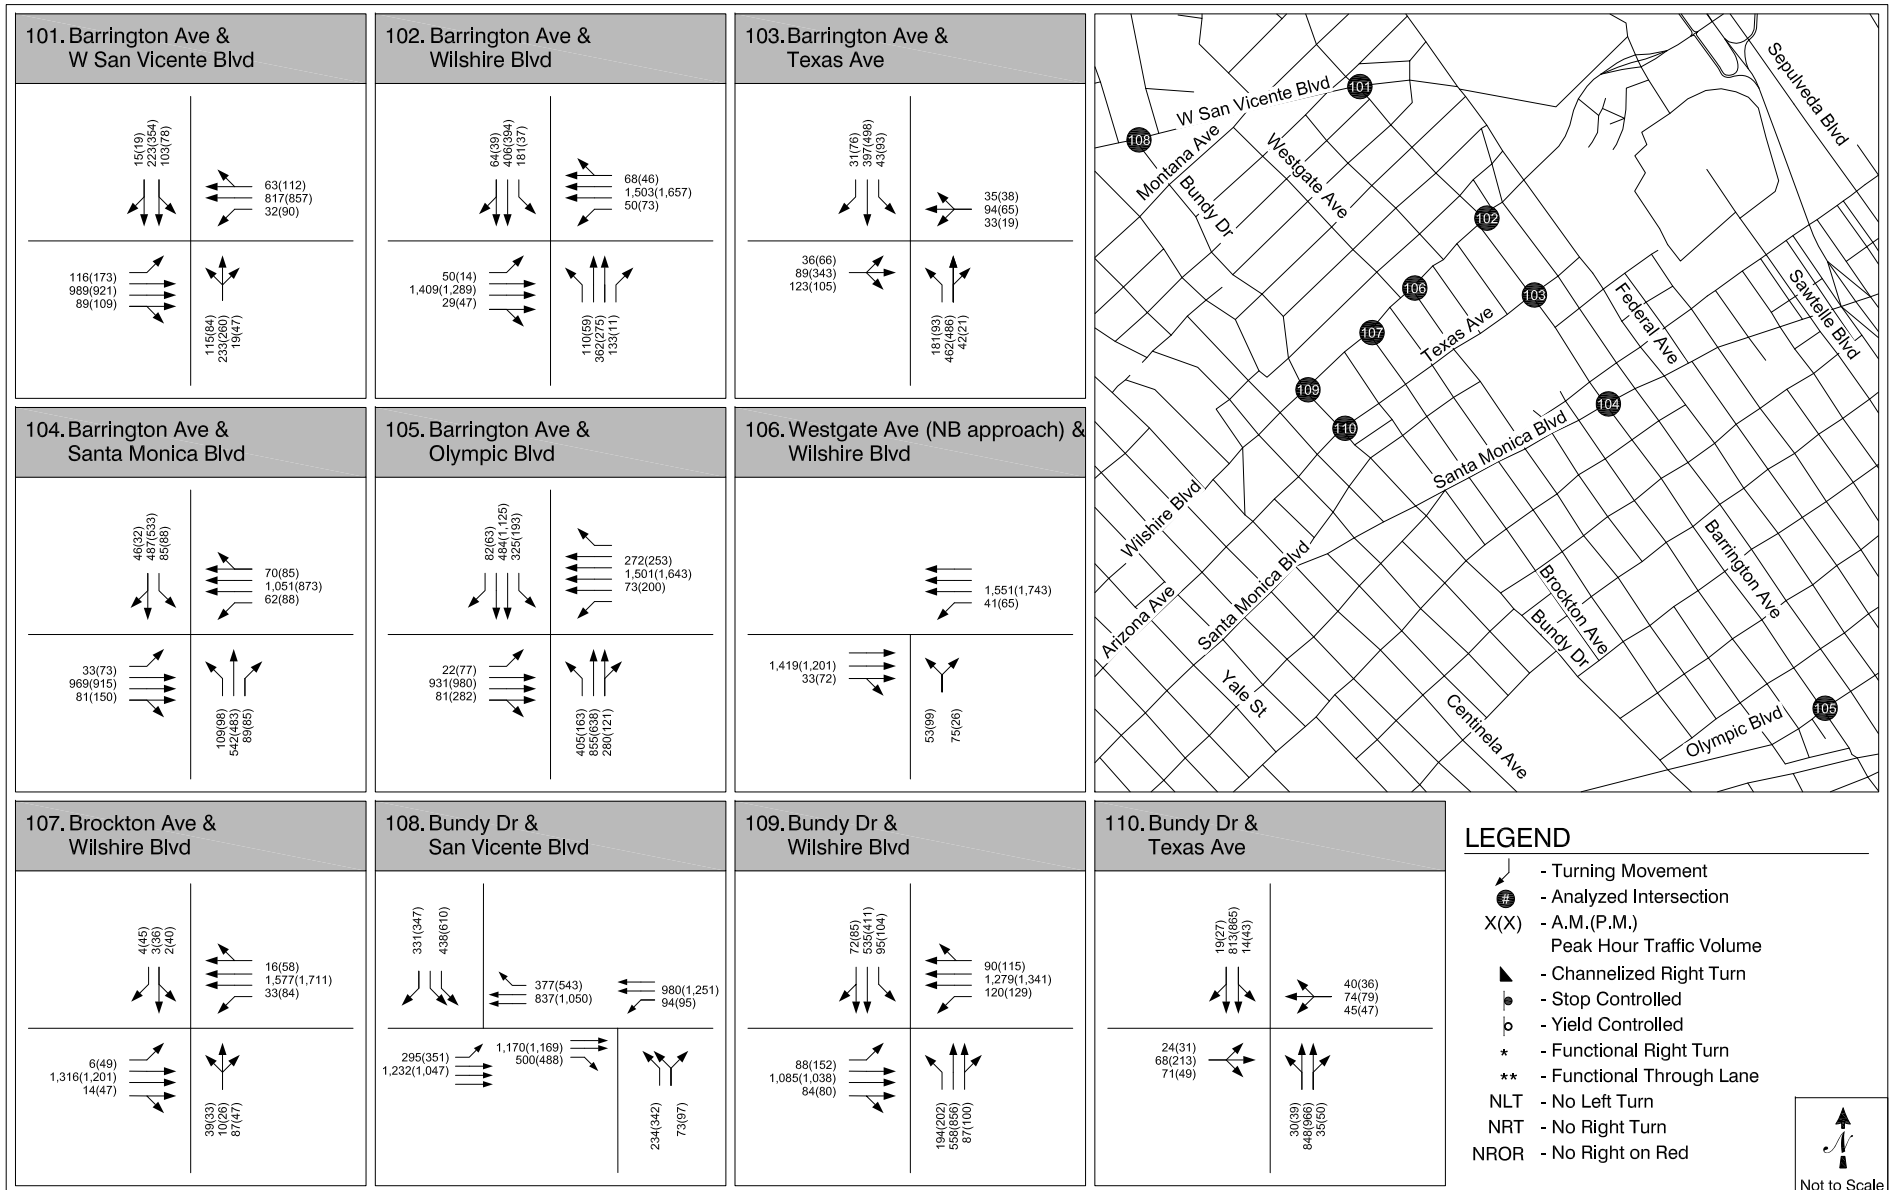 101. Barrington Ave &
W San Vicente Blvd
15(19)
223(354)
103(78)
63(112)
817(857)
32(90)
116(173)
989(921)
89(109)
115(84)
233(260)
19(47)
102. Barrington Ave &
Wilshire Blvd
64(39)
406(394)
181(37)
68(46)
1,503(1,657)
50(73)
50(14)
1,409(1,289)
29(47)
110(59)
362(275)
133(11)
103. Barrington Ave &
Texas Ave
31(76)
397(498)
43(93)
35(38)
94(65)
33(19)
36(66)
89(343)
123(105)
181(93)
462(486)
42(21)
104. Barrington Ave &
Santa Monica Blvd
46(32)
487(533)
85(88)
70(85)
1,051(873)
62(88)
33(73)
969(915)
81(150)
109(98)
542(483)
89(85)
105. Barrington Ave &
Olympic Blvd
82(63)
484(1,125)
325(193)
272(253)
1,501(1,643)
73(200)
22(77)
931(980)
81(282)
405(163)
855(638)
280(121)
106. Westgate Ave (NB approach) &
Wilshire Blvd
1,551(1,743)
41(65)
1,419(1,201)
33(72)
53(99)
75(26)
107. Brockton Ave &
Wilshire Blvd
4(45)
3(36)
2(40)
16(58)
1,577(1,711)
33(84)
6(49)
1,316(1,201)
14(47)
39(33)
10(26)
87(47)
108. Bundy Dr &
San Vicente Blvd
331(347)
438(610)
377(543)
837(1,050)
980(1,251)
94(95)
295(351)
1,232(1,047)
1,170(1,169)
500(488)
234(342)
73(97)
109. Bundy Dr &
Wilshire Blvd
72(85)
535(411)
95(104)
90(115)
1,279(1,341)
120(129)
88(152)
1,085(1,038)
84(80)
194(202)
558(856)
87(100)
110. Bundy Dr &
Texas Ave
19(27)
813(865)
14(43)
40(36)
74(79)
45(47)
24(31)
68(213)
71(49)
30(39)
848(966)
35(50)
W San Vicente Blvd
Sepulveda Blvd
Montana Ave
Westgate Ave
Bundy Dr
Texas Ave
Federal Ave
Sawtelle Blvd
Santa Monica Blvd
Wilshire Blvd
Arizona Ave
Santa Monica Blvd
Yale St
Centinela Ave
Brockton Ave
Bundy Dr
Barrington Ave
Olympic Blvd
101
108
102
106
103
107
109
110
104
105
LEGEND
- Turning Movement
# - Analyzed Intersection
X(X) - A.M.(P.M.)
Peak Hour Traffic Volume
- Channelized Right Turn
- Stop Controlled
- Yield Controlled
* - Functional Right Turn
** - Functional Through Lane
NLT - No Left Turn
NRT - No Right Turn
NROR - No Right on Red
N
Not to Scale